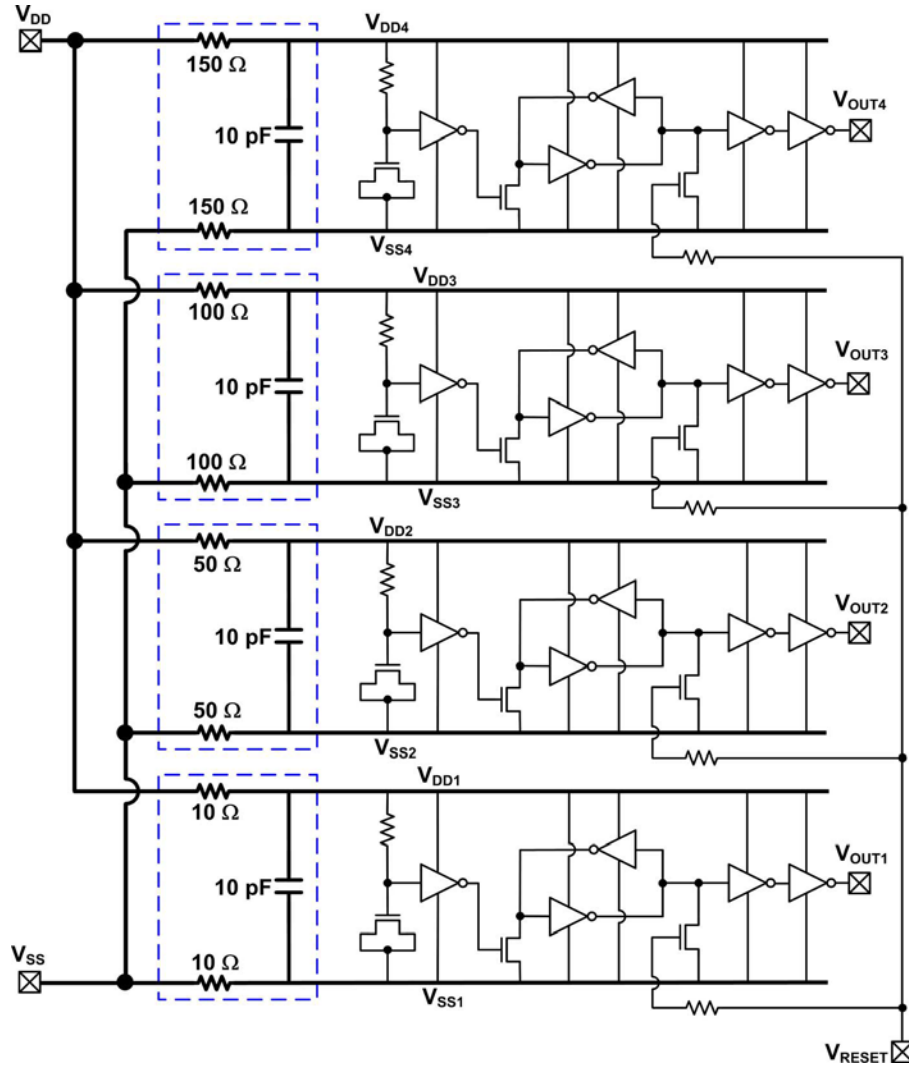 VDD
VDD4
150 Ω
10 pF
VOUT4
150 Ω
VSS4
VDD3
100 Ω
10 pF
VOUT3
100 Ω
VSS3
VDD2
50 Ω
10 pF
VOUT2
50 Ω
VSS2
VDD1
10 Ω
10 pF
VOUT1
VSS
10 Ω
VSS1
VRESET